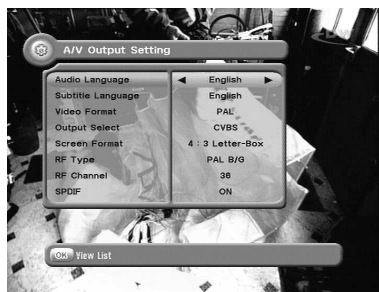 A/V Output Setting
Audio Language English
Subtitle Language English
Video Format PAL
Output Select CVBS
Screen Format 4 : 3 Letter-Box
RF Type PAL B/G
RF Channel 36
SPDIF ON
OK View List